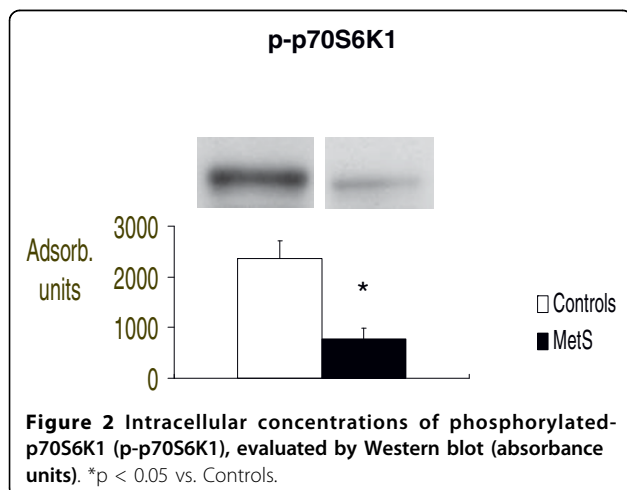 p-p70S6K1
3000
Adsorb.
units
2000
1000
0
*
Controls
MetS
Figure 2 Intracellular concentrations of phosphorylated-
p70S6K1 (p-p70S6K1), evaluated by Western blot (absorbance
units). *p < 0.05 vs. Controls.